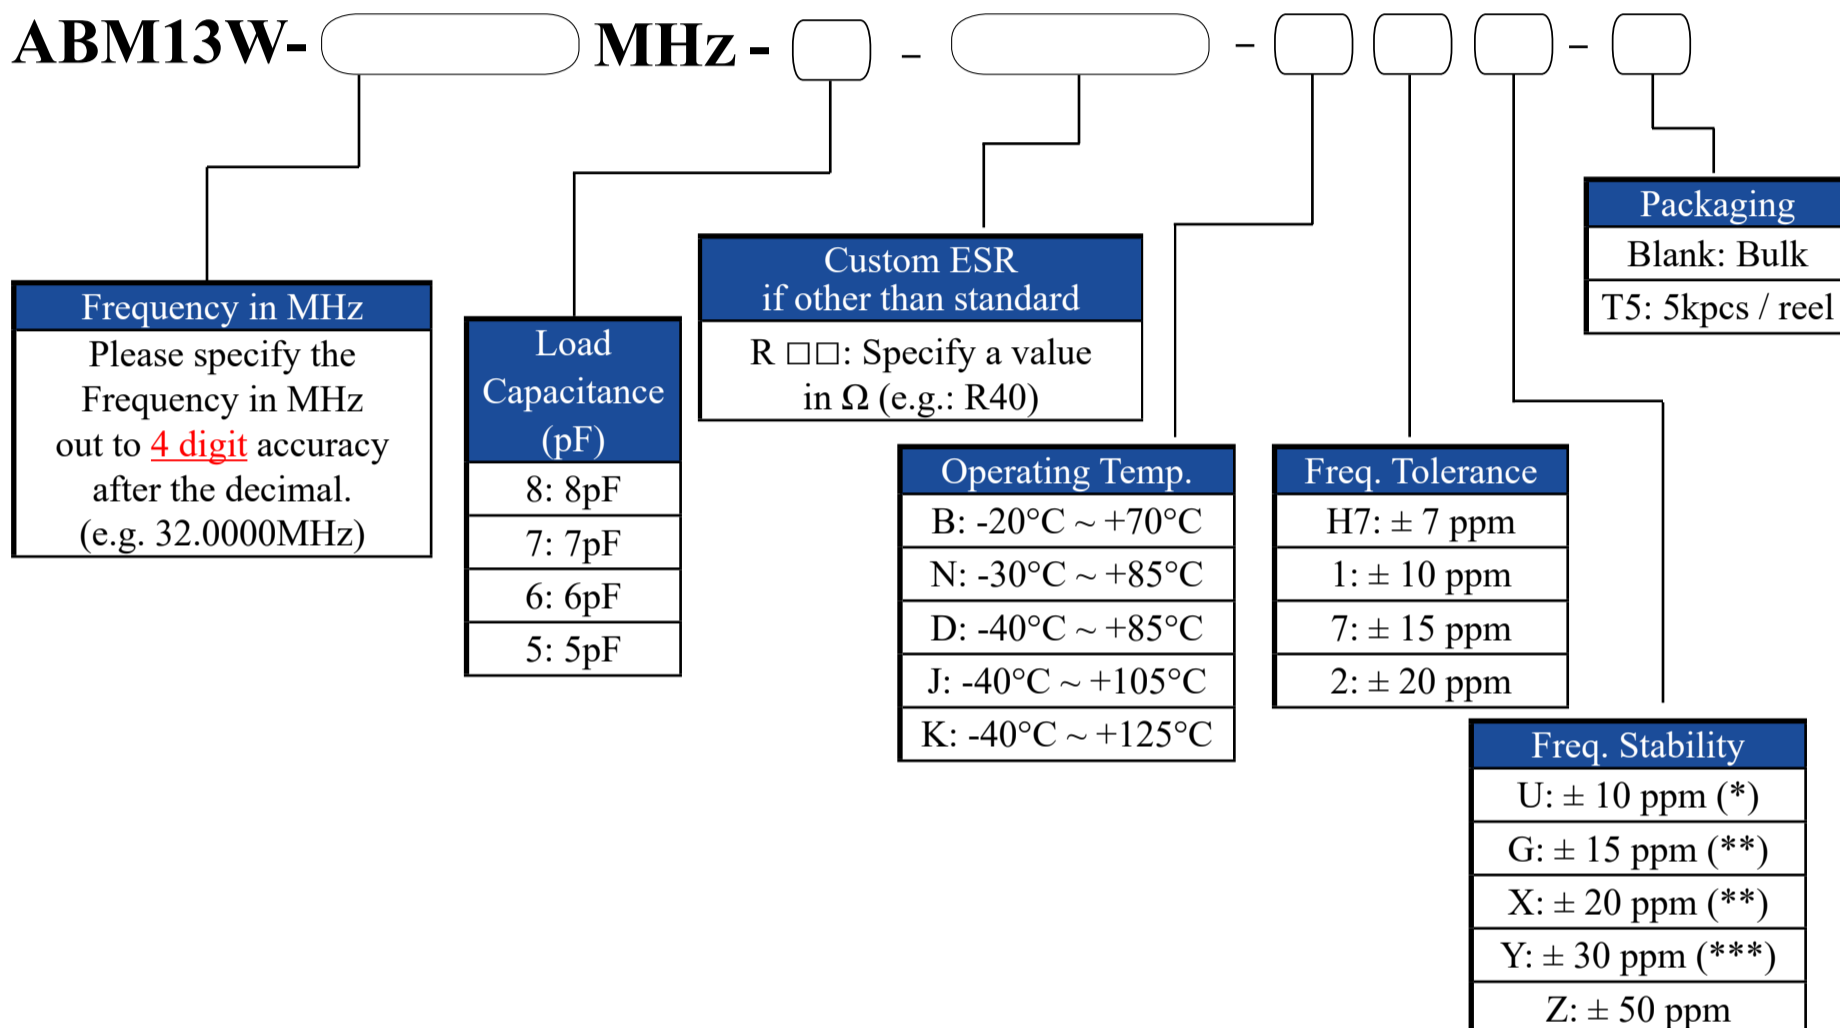 ABM13W- MHz - - - -
Frequency in MHz
Please specify the
Frequency in MHz
out to 4 digit accuracy
after the decimal.
(e.g. 32.0000MHz)
Load
Capacitance
(pF)
8: 8pF
7: 7pF
6: 6pF
5: 5pF
Custom ESR
if other than standard
R □□: Specify a value
in Ω (e.g.: R40)
Operating Temp.
B: -20°C ~ +70°C
N: -30°C ~ +85°C
D: -40°C ~ +85°C
J: -40°C ~ +105°C
K: -40°C ~ +125°C
Freq. Tolerance
H7: ± 7 ppm
1: ± 10 ppm
7: ± 15 ppm
2: ± 20 ppm
Freq. Stability
U: ± 10 ppm (*)
G: ± 15 ppm (**)
X: ± 20 ppm (**)
Y: ± 30 ppm (***)
Z: ± 50 ppm
Packaging
Blank: Bulk
T5: 5kpcs / reel